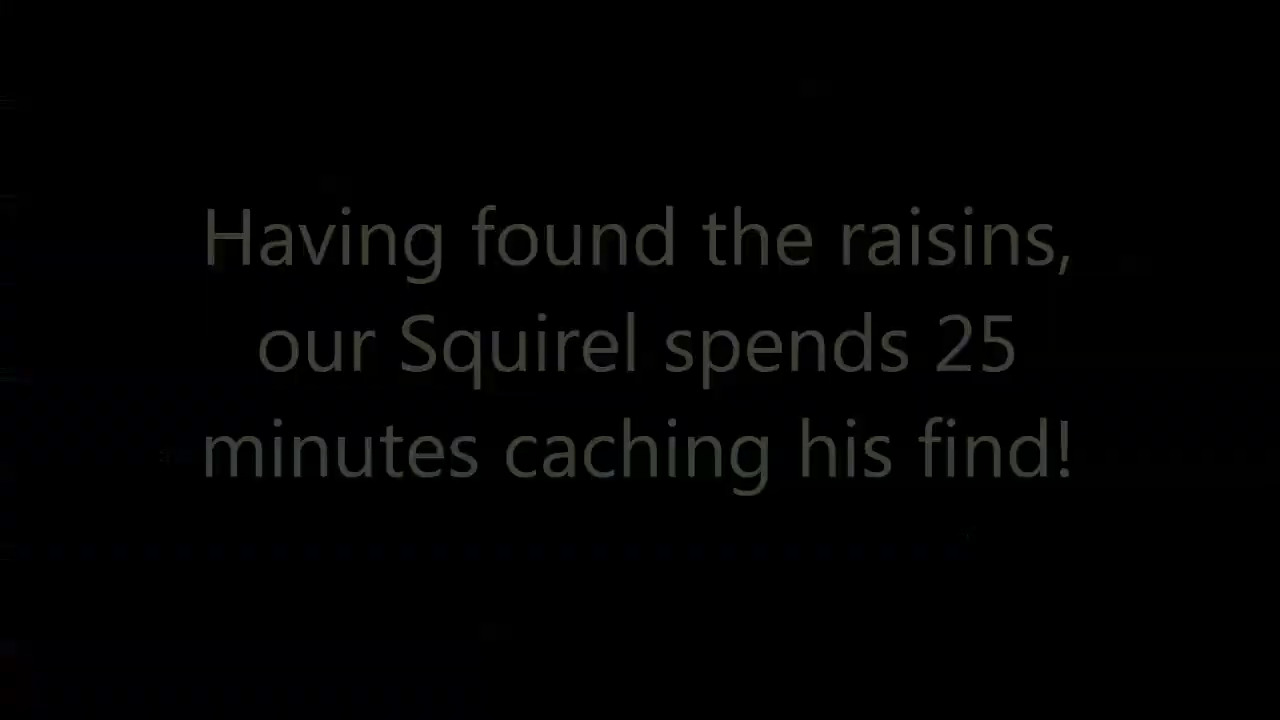 Having found the raisins,
our Squirel spends 25
minutes caching his find!